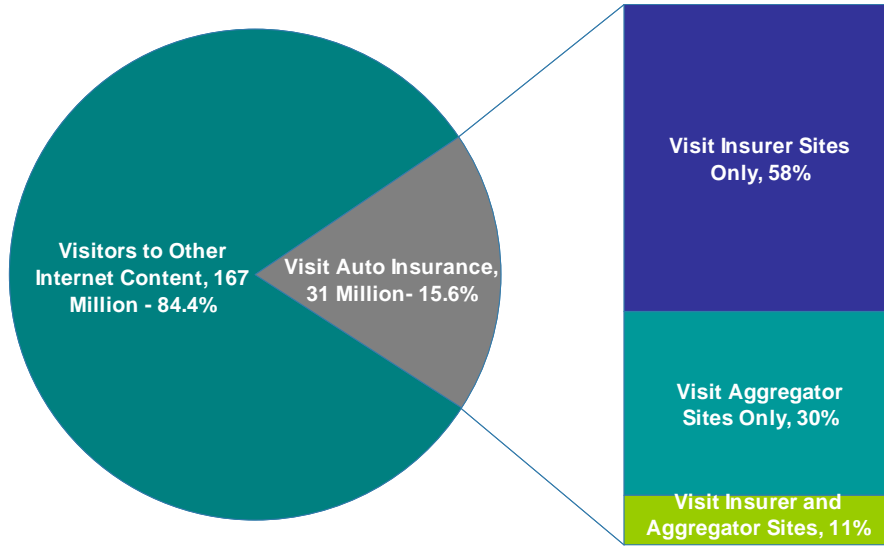 Visitors to Other
Internet Content, 167
Million - 84.4%
Visit Auto Insurance,
31 Million- 15.6%
Visit Insurer Sites
Only, 58%
Visit Aggregator
Sites Only, 30%
Visit Insurer and
Aggregator Sites, 11%